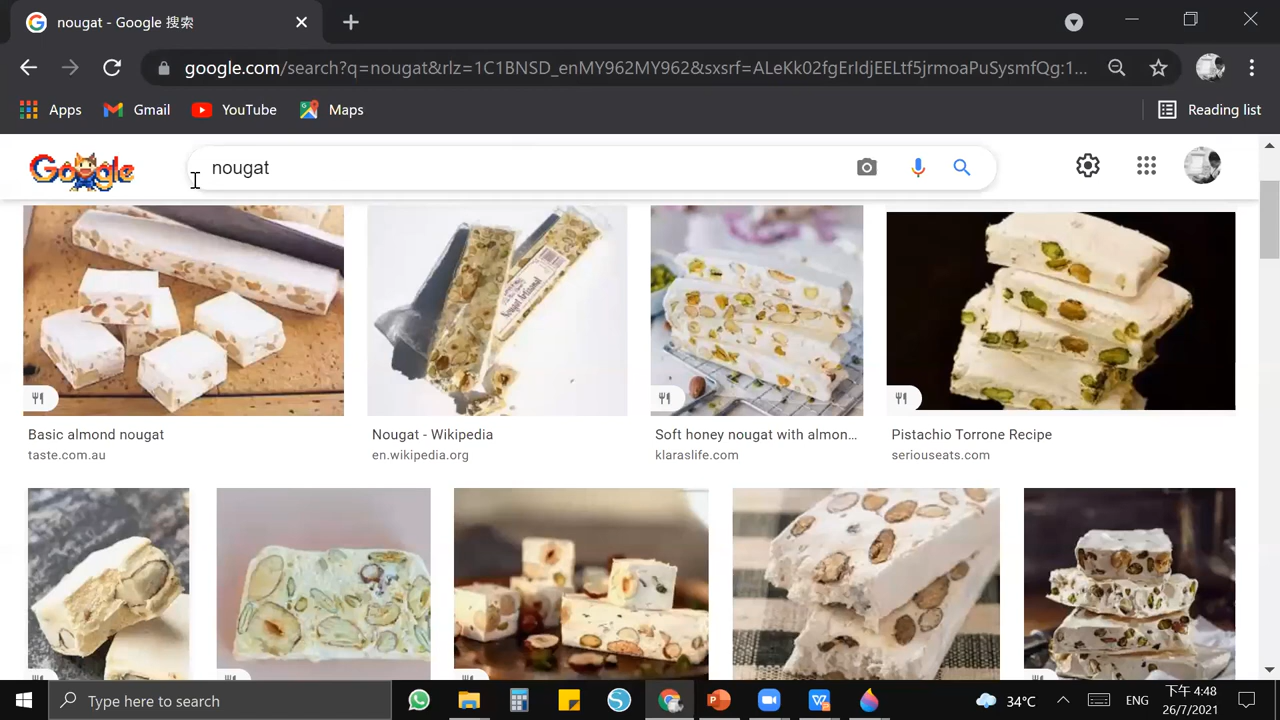 nougat - Google 搜索
google.com/search?q=nougat&rlz=1C1BNSD_enMY962MY962&sxsrf=ALeKk02fgErIdjEELtf5jrmoaPuSysmfQg:1...
Apps Gmail YouTube Maps Reading list
Google nougat
Basic almond nougat
taste.com.au
Nougat - Wikipedia
en.wikipedia.org
Soft honey nougat with almon...
klaraslife.com
Pistachio Torrone Recipe
seriouseats.com
Type here to search
34°C ENG
下午 4:48
26/7/2021